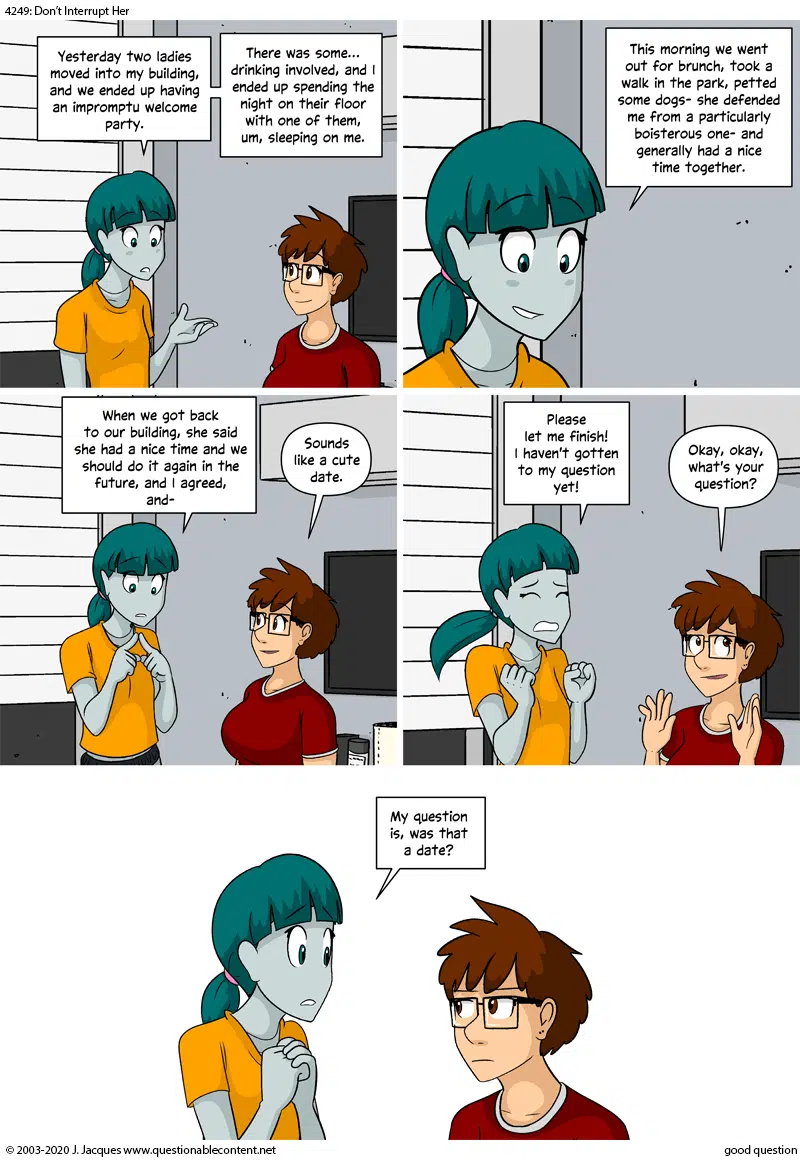 4249: Don't Interrupt Her
Yesterday two ladies
moved into my building,
and we ended up having
an impromptu welcome
party.
There was some...
drinking involved, and I
ended up spending the
night on their floor
with one of them,
um, sleeping on me.
This morning we went
out for brunch, took a
walk in the park, petted
some dogs- she defended
me from a particularly
boisterous one- and
generally had a nice
time together.
When we got back
to our building, she said
she had a nice time and we
should do it again in the
future, and I agreed,
and-
Sounds
like a cute
date.
Please
let me finish!
I haven't gotten
to my question
yet!
Okay, okay,
what's your
question?
My question
is, was that
a date?
© 2003-2020 J. Jacques www.questionablecontent.net
good question